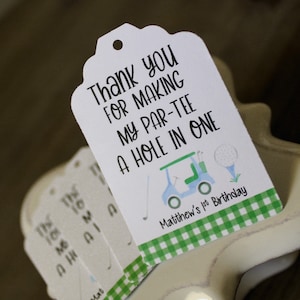 Thank you
FOR MAKING
MY PAR-TEE
A HOLE IN ONE
Matthew's 1st Birthday